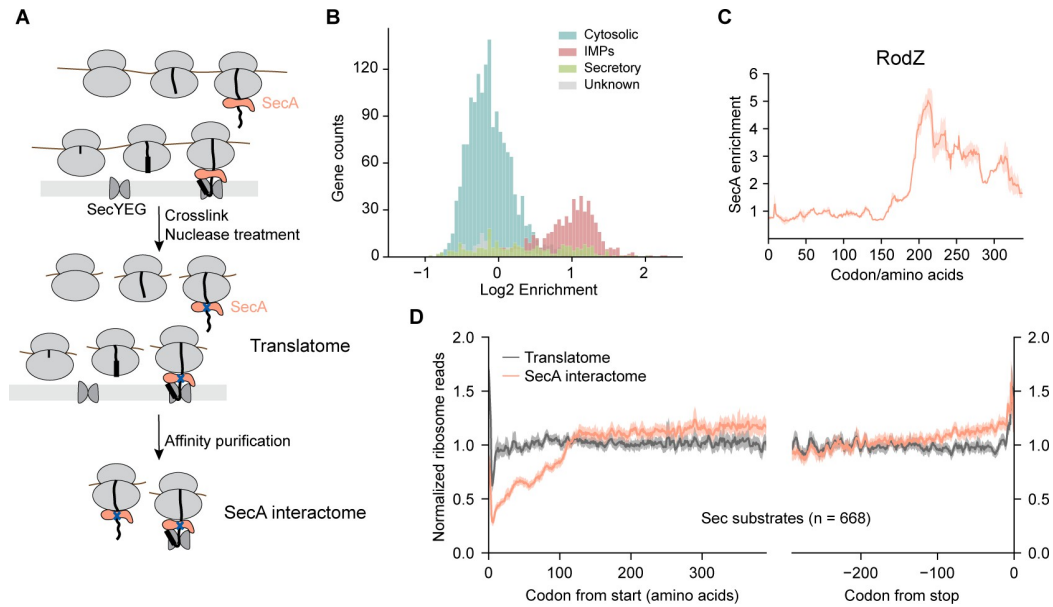 A
SecA
SecYEG
Crosslink
Nuclease treatment
SecA
Translatome
Affinity purification
SecA interactome
B
Cytosolic
IMPs
Secretory
Unknown
Gene counts
120
90
60
30
0
−1
0
1
2
Log2 Enrichment
C
RodZ
SecA enrichment
6
5
4
3
2
1
0
50
100
150
200
250
300
Codon/amino acids
D
Normalized ribosome reads
2.0
1.5
1.0
0.5
0.0
Translatome
SecA interactome
Sec substrates (n = 668)
2.0
1.5
1.0
0.5
0.0
0
100
200
300
−200
−100
0
Codon from start (amino acids)
Codon from stop